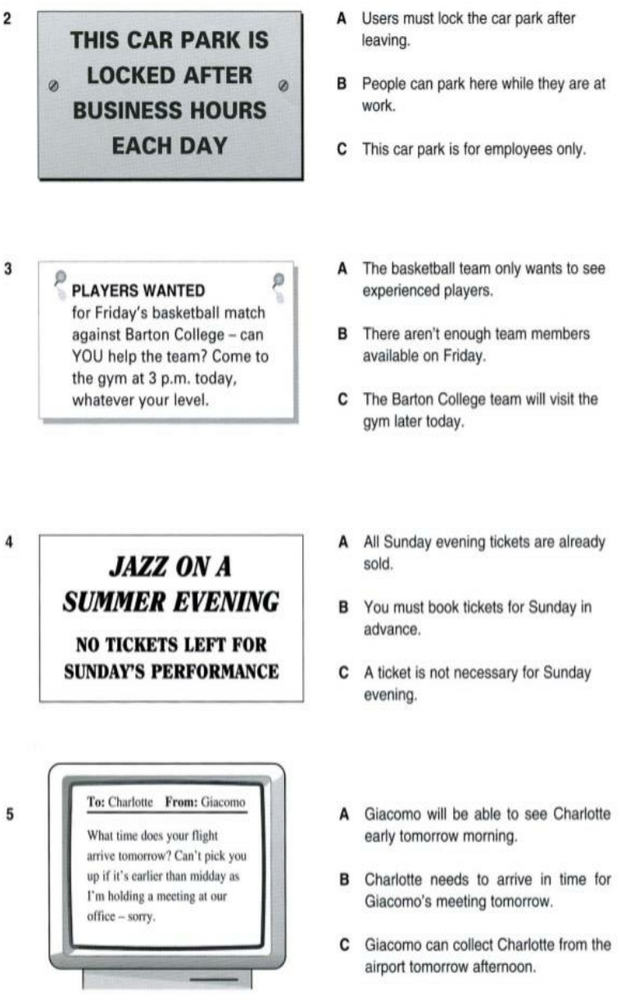 2
THIS CAR PARK IS
LOCKED AFTER
BUSINESS HOURS
EACH DAY
A Users must lock the car park after
leaving.
B People can park here while they are at
work.
C This car park is for employees only.
3
PLAYERS WANTED
for Friday's basketball match
against Barton College – can
YOU help the team? Come to
the gym at 3 p.m. today,
whatever your level.
A The basketball team only wants to see
experienced players.
B There aren't enough team members
available on Friday.
C The Barton College team will visit the
gym later today.
4
JAZZ ON A
SUMMER EVENING
NO TICKETS LEFT FOR
SUNDAY'S PERFORMANCE
A All Sunday evening tickets are already
sold.
B You must book tickets for Sunday in
advance.
C A ticket is not necessary for Sunday
evening.
5
To: Charlotte From: Giacomo
What time does your flight
arrive tomorrow? Can't pick you
up if it's earlier than midday as
I'm holding a meeting at our
office – sorry.
A Giacomo will be able to see Charlotte
early tomorrow morning.
B Charlotte needs to arrive in time for
Giacomo's meeting tomorrow.
C Giacomo can collect Charlotte from the
airport tomorrow afternoon.